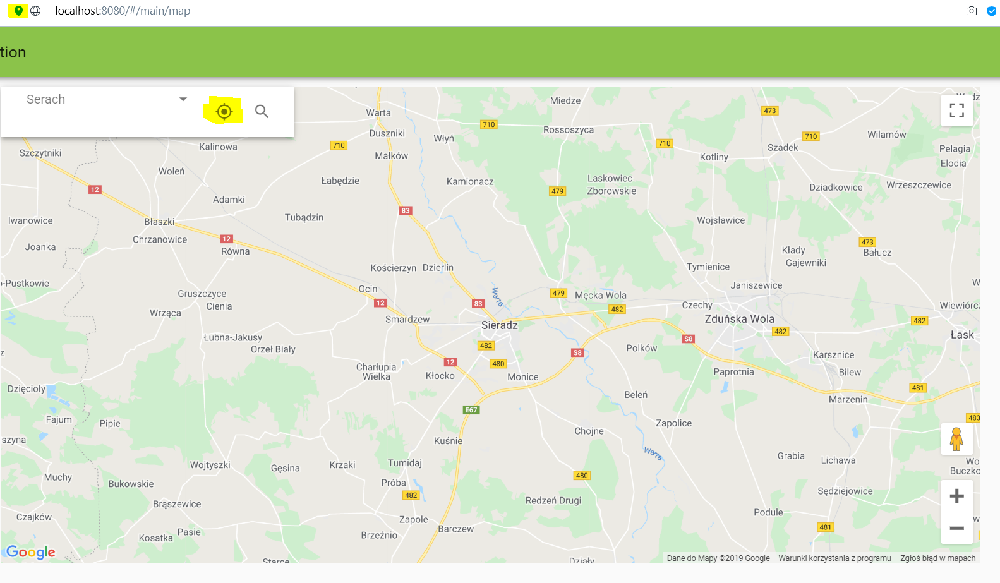 localhost:8080/#/main/map
tion
Serach
Miedze
473
Warta
710
Rossoszyca
Duszniki
Włyń
710
Wilamów
Kalinowa
710
710
Szadek
Pelagia
Szczytniki
Małków
Kotliny
Elodia
Woleń
Łabędzie
Kamionacz
Laskowiec
Zborowskie
Dziadkowice
Wrzeszczewice
12
479
Adamki
83
Iwanowice
Błaszki
Tubądzin
Wojsławice
Chrzanowice
12
473
Joanka
Równa
Kłady
Bałucz
Gajewniki
Kościerzyn
Dzierlin
Tymienice
o-Pustkowie
Ocin
Janiszewice
Gruszczyce
Warta
479
Męcka Wola
Cienia
12
83
482
Czechy
Wiewiórcz
Wrząca
Smardzew
Sieradz
Zduńska Wola
482
482
Łask
Łubna-Jakusy
Orzeł Biały
482
S8
S8
Polków
Karsznice
Charłupia
Wielka
12
480
Kłocko
Monice
Paprotnia
Bilew
Dzięcioły
Beleń
481
Marzenin
E67
Fajum
Pipie
Zapolice
483
szyna
Kuśnie
Chojne
Warta
Grabia
Lichawa
Wojtyszki
Gęsina
Krzaki
Tumidaj
Buczko
Muchy
Bukowskie
Próba
480
482
Sędziejowice
Brąszewice
Redzeń Drugi
Czajków
Zapole
Podule
Pasie
Barczew
481
Kosatka
Brzeźnio
Google
Starce
Działy
Dane do Mapy ©2019 Google
Warunki korzystania z programu
Zgłoś błąd w mapach